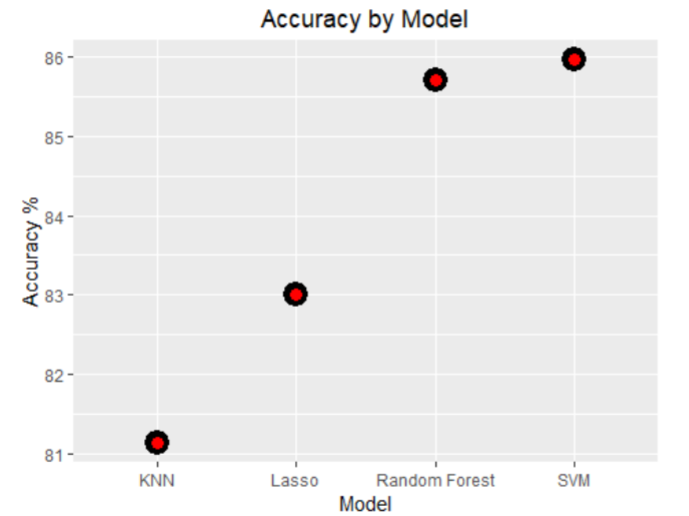 Accuracy by Model
Accuracy %
86
85
84
83
82
81
KNN Lasso Random Forest SVM
Model